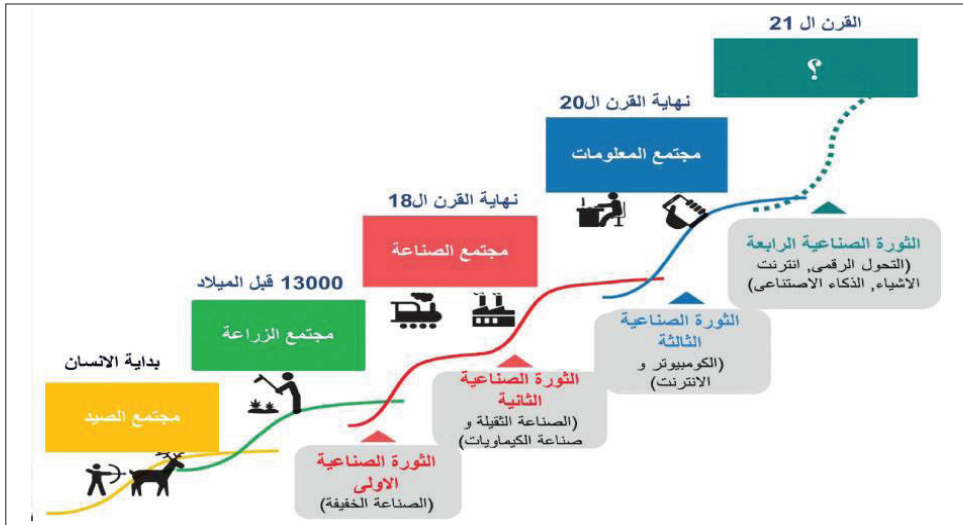 القرن ال 21
؟
نهاية القرن ال20
مجتمع المعلومات
نهاية القرن ال18
مجتمع الصناعة
13000 قبل الميلاد
مجتمع الزراعة
بداية الانسان
مجتمع الصيد
الثورة الصناعية الرابعة
(التحول الرقمى, انترنت
الاشياء, الذكاء الاصتناعى)
الثورة الصناعية
الثالثة
(الكومبيوتر و
الانترنت)
الثورة الصناعية
الثانية
(الصناعة الثقيلة و
صناعة الكيماويات)
الثورة الصناعية
الاولى
(الصناعة الخفيفة)